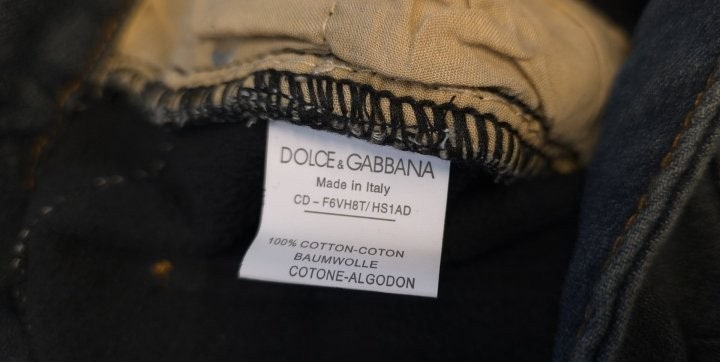 DOLCE & GABBANA
Made in Italy
CD - F6VH8T/HS1AD
100% COTTON-COTON
BAUMWOLLE
COTONE-ALGODON